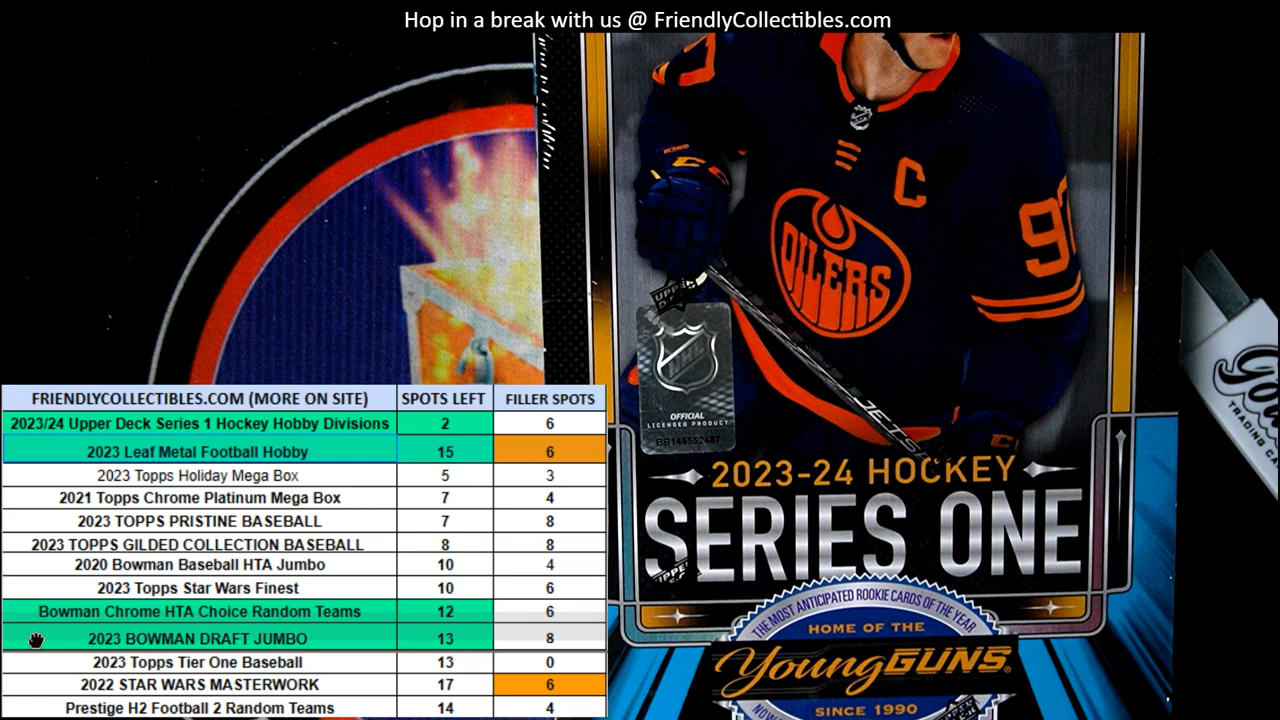 Hop in a break with us @ FriendlyCollectibles.com
FRIENDLYCOLLECTIBLES.COM (MORE ON SITE) SPOTS LEFT FILLER SPOTS
2023/24 Upper Deck Series 1 Hockey Hobby Divisions 2 6
2023 Leaf Metal Football Hobby 15 6
2023 Topps Holiday Mega Box 5 3
2021 Topps Chrome Platinum Mega Box 7 4
2023 TOPPS PRISTINE BASEBALL 7 8
2023 TOPPS GILDED COLLECTION BASEBALL 8 8
2020 Bowman Baseball HTA Jumbo 10 4
2023 Topps Star Wars Finest 10 6
Bowman Chrome HTA Choice Random Teams 12 6
2023 BOWMAN DRAFT JUMBO 13 8
2023 Topps Tier One Baseball 13 0
2022 STAR WARS MASTERWORK 17 6
Prestige H2 Football 2 Random Teams 14 4
C
OILERS
UPPER
NHL
OFFICIAL
LICENSED PRODUCT
JETSPEED
2023-24 HOCKEY
SERIES ONE
THE MOST ANTICIPATED ROOKIE CARDS OF THE YEAR
HOME OF THE
Young GUNS®
SINCE 1990
TRADING CA